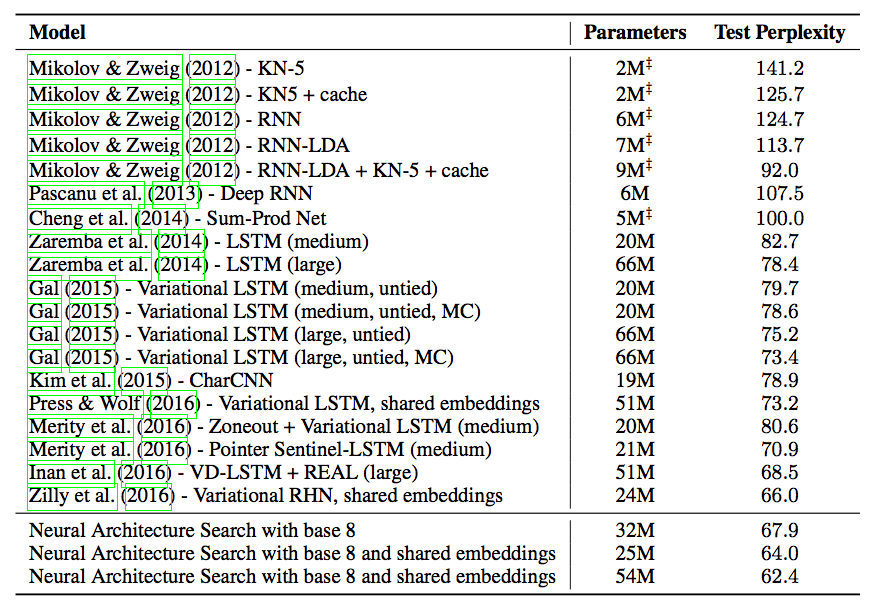 Model Parameters Test Perplexity
Mikolov & Zweig (2012) - KN-5 2M‡ 141.2
Mikolov & Zweig (2012) - KN5 + cache 2M‡ 125.7
Mikolov & Zweig (2012) - RNN 6M‡ 124.7
Mikolov & Zweig (2012) - RNN-LDA 7M‡ 113.7
Mikolov & Zweig (2012) - RNN-LDA + KN-5 + cache 9M‡ 92.0
Pascanu et al. (2013) - Deep RNN 6M 107.5
Cheng et al. (2014) - Sum-Prod Net 5M‡ 100.0
Zaremba et al. (2014) - LSTM (medium) 20M 82.7
Zaremba et al. (2014) - LSTM (large) 66M 78.4
Gal (2015) - Variational LSTM (medium, untied) 20M 79.7
Gal (2015) - Variational LSTM (medium, untied, MC) 20M 78.6
Gal (2015) - Variational LSTM (large, untied) 66M 75.2
Gal (2015) - Variational LSTM (large, untied, MC) 66M 73.4
Kim et al. (2015) - CharCNN 19M 78.9
Press & Wolf (2016) - Variational LSTM, shared embeddings 51M 73.2
Merity et al. (2016) - Zoneout + Variational LSTM (medium) 20M 80.6
Merity et al. (2016) - Pointer Sentinel-LSTM (medium) 21M 70.9
Inan et al. (2016) - VD-LSTM + REAL (large) 51M 68.5
Zilly et al. (2016) - Variational RHN, shared embeddings 24M 66.0
Neural Architecture Search with base 8 32M 67.9
Neural Architecture Search with base 8 and shared embeddings 25M 64.0
Neural Architecture Search with base 8 and shared embeddings 54M 62.4